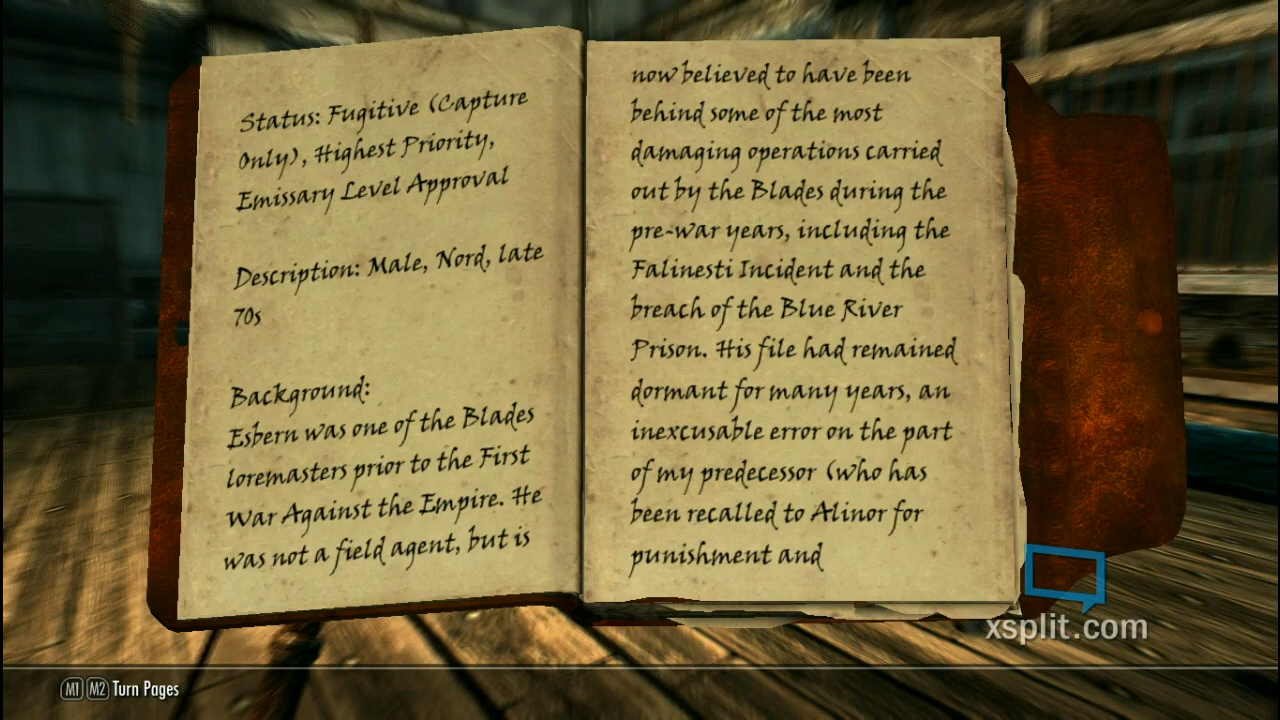 Status: Fugitive (Capture
Only), Highest Priority,
Emissary Level Approval
Description: Male, Nord, late
70s
Background:
Esbern was one of the Blades
loremasters prior to the First
War Against the Empire. He
was not a field agent, but is
now believed to have been
behind some of the most
damaging operations carried
out by the Blades during the
pre-war years, including the
Falinesti Incident and the
breach of the Blue River
Prison. His file had remained
dormant for many years, an
inexcusable error on the part
of my predecessor (who has
been recalled to Alinor for
punishment and
xsplit.com
M1 M2 Turn Pages